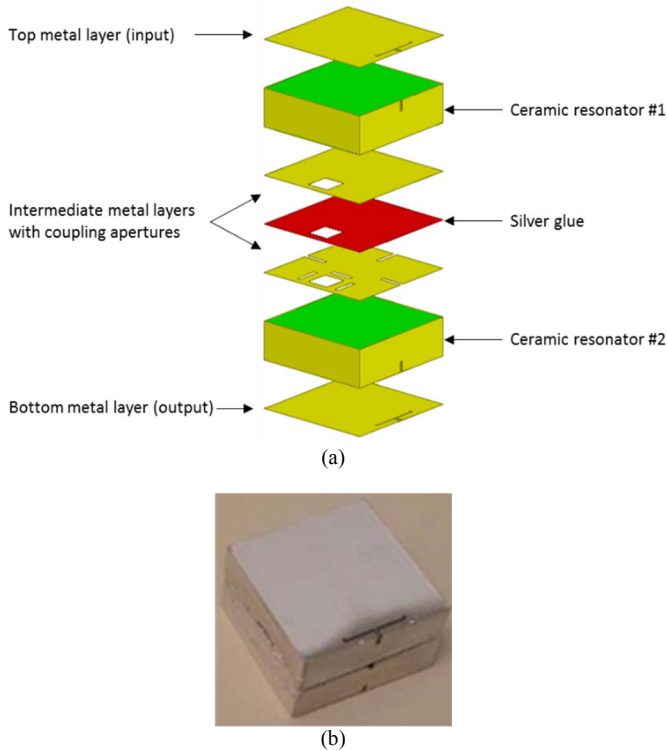 Top metal layer (input)
Ceramic resonator #1
Intermediate metal layers
with coupling apertures
Silver glue
Ceramic resonator #2
Bottom metal layer (output)
(a)
(b)